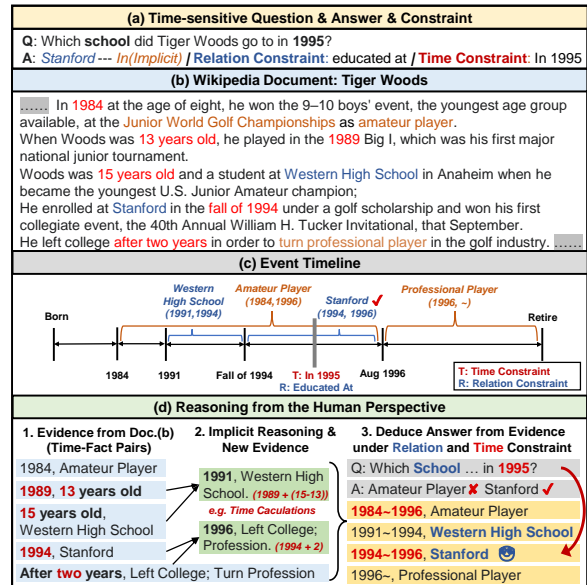 (a) Time-sensitive Question & Answer & Constraint
Q: Which school did Tiger Woods go to in 1995?
A: Stanford --- In(Implicit) / Relation Constraint: educated at / Time Constraint: In 1995
(b) Wikipedia Document: Tiger Woods
...... In 1984 at the age of eight, he won the 9–10 boys' event, the youngest age group
available, at the Junior World Golf Championships as amateur player.
When Woods was 13 years old, he played in the 1989 Big I, which was his first major
national junior tournament.
Woods was 15 years old and a student at Western High School in Anaheim when he
became the youngest U.S. Junior Amateur champion;
He enrolled at Stanford in the fall of 1994 under a golf scholarship and won his first
collegiate event, the 40th Annual William H. Tucker Invitational, that September.
He left college after two years in order to turn professional player in the golf industry. ......
(c) Event Timeline
Western
High School
(1991,1994)
Amateur Player
(1984,1996)
Stanford ✓
(1994, 1996)
Professional Player
(1996, ~)
Born
Retire
1984
1991
Fall of 1994
T: In 1995
R: Educated At
Aug 1996
T: Time Constraint
R: Relation Constraint
(d) Reasoning from the Human Perspective
1. Evidence from Doc.(b)
(Time-Fact Pairs)
1984, Amateur Player
1989, 13 years old
15 years old,
Western High School
1994, Stanford
After two years, Left College; Turn Profession
2. Implicit Reasoning &
New Evidence
1991, Western High
School. (1989 + (15-13))
e.g. Time Caculations
1996, Left College;
Profession. (1994 + 2)
3. Deduce Answer from Evidence
under Relation and Time Constraint
Q: Which School ... in 1995?
A: Amateur Player ✘ Stanford ✓
1984~1996, Amateur Player
1991~1994, Western High School
1994~1996, Stanford
1996~, Professional Player